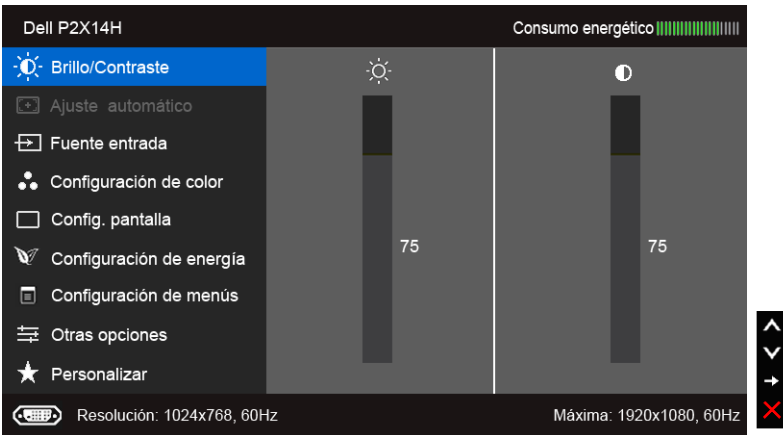 Dell P2X14H
Consumo energético
Brillo/Contraste
Ajuste automático
Fuente entrada
Configuración de color
Config. pantalla
Configuración de energía
Configuración de menús
Otras opciones
Personalizar
75
75
Resolución: 1024x768, 60Hz
Máxima: 1920x1080, 60Hz